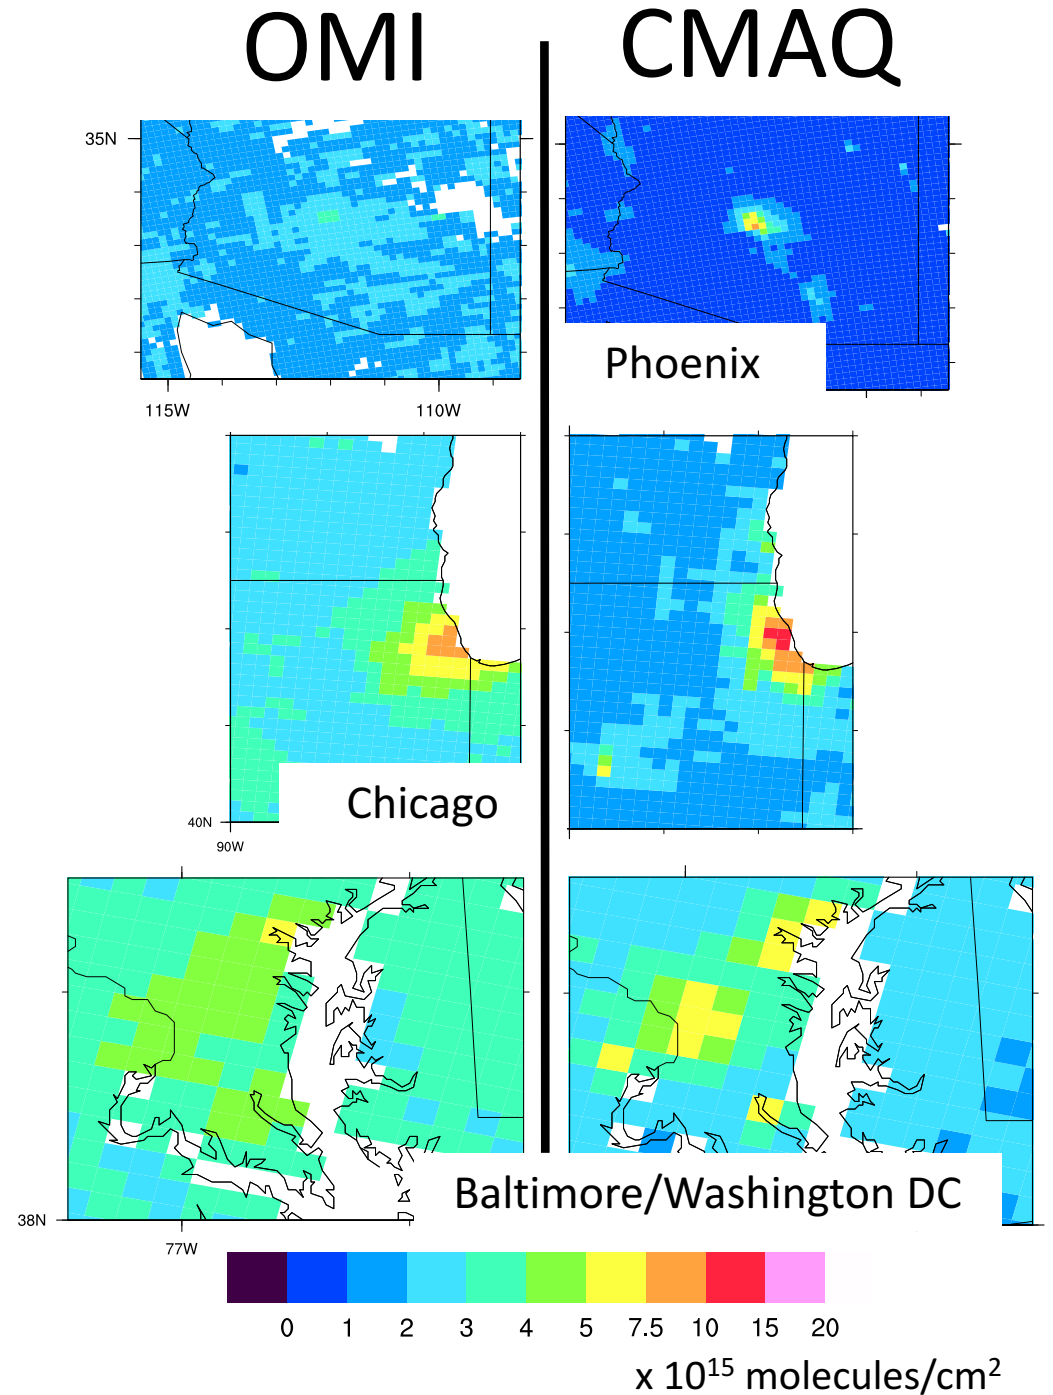 OMI CMAQ
35N
Phoenix
115W 110W
Chicago
40N
90W
Baltimore/Washington DC
38N
77W
0 1 2 3 4 5 7.5 10 15 20
x 10¹⁵ molecules/cm²